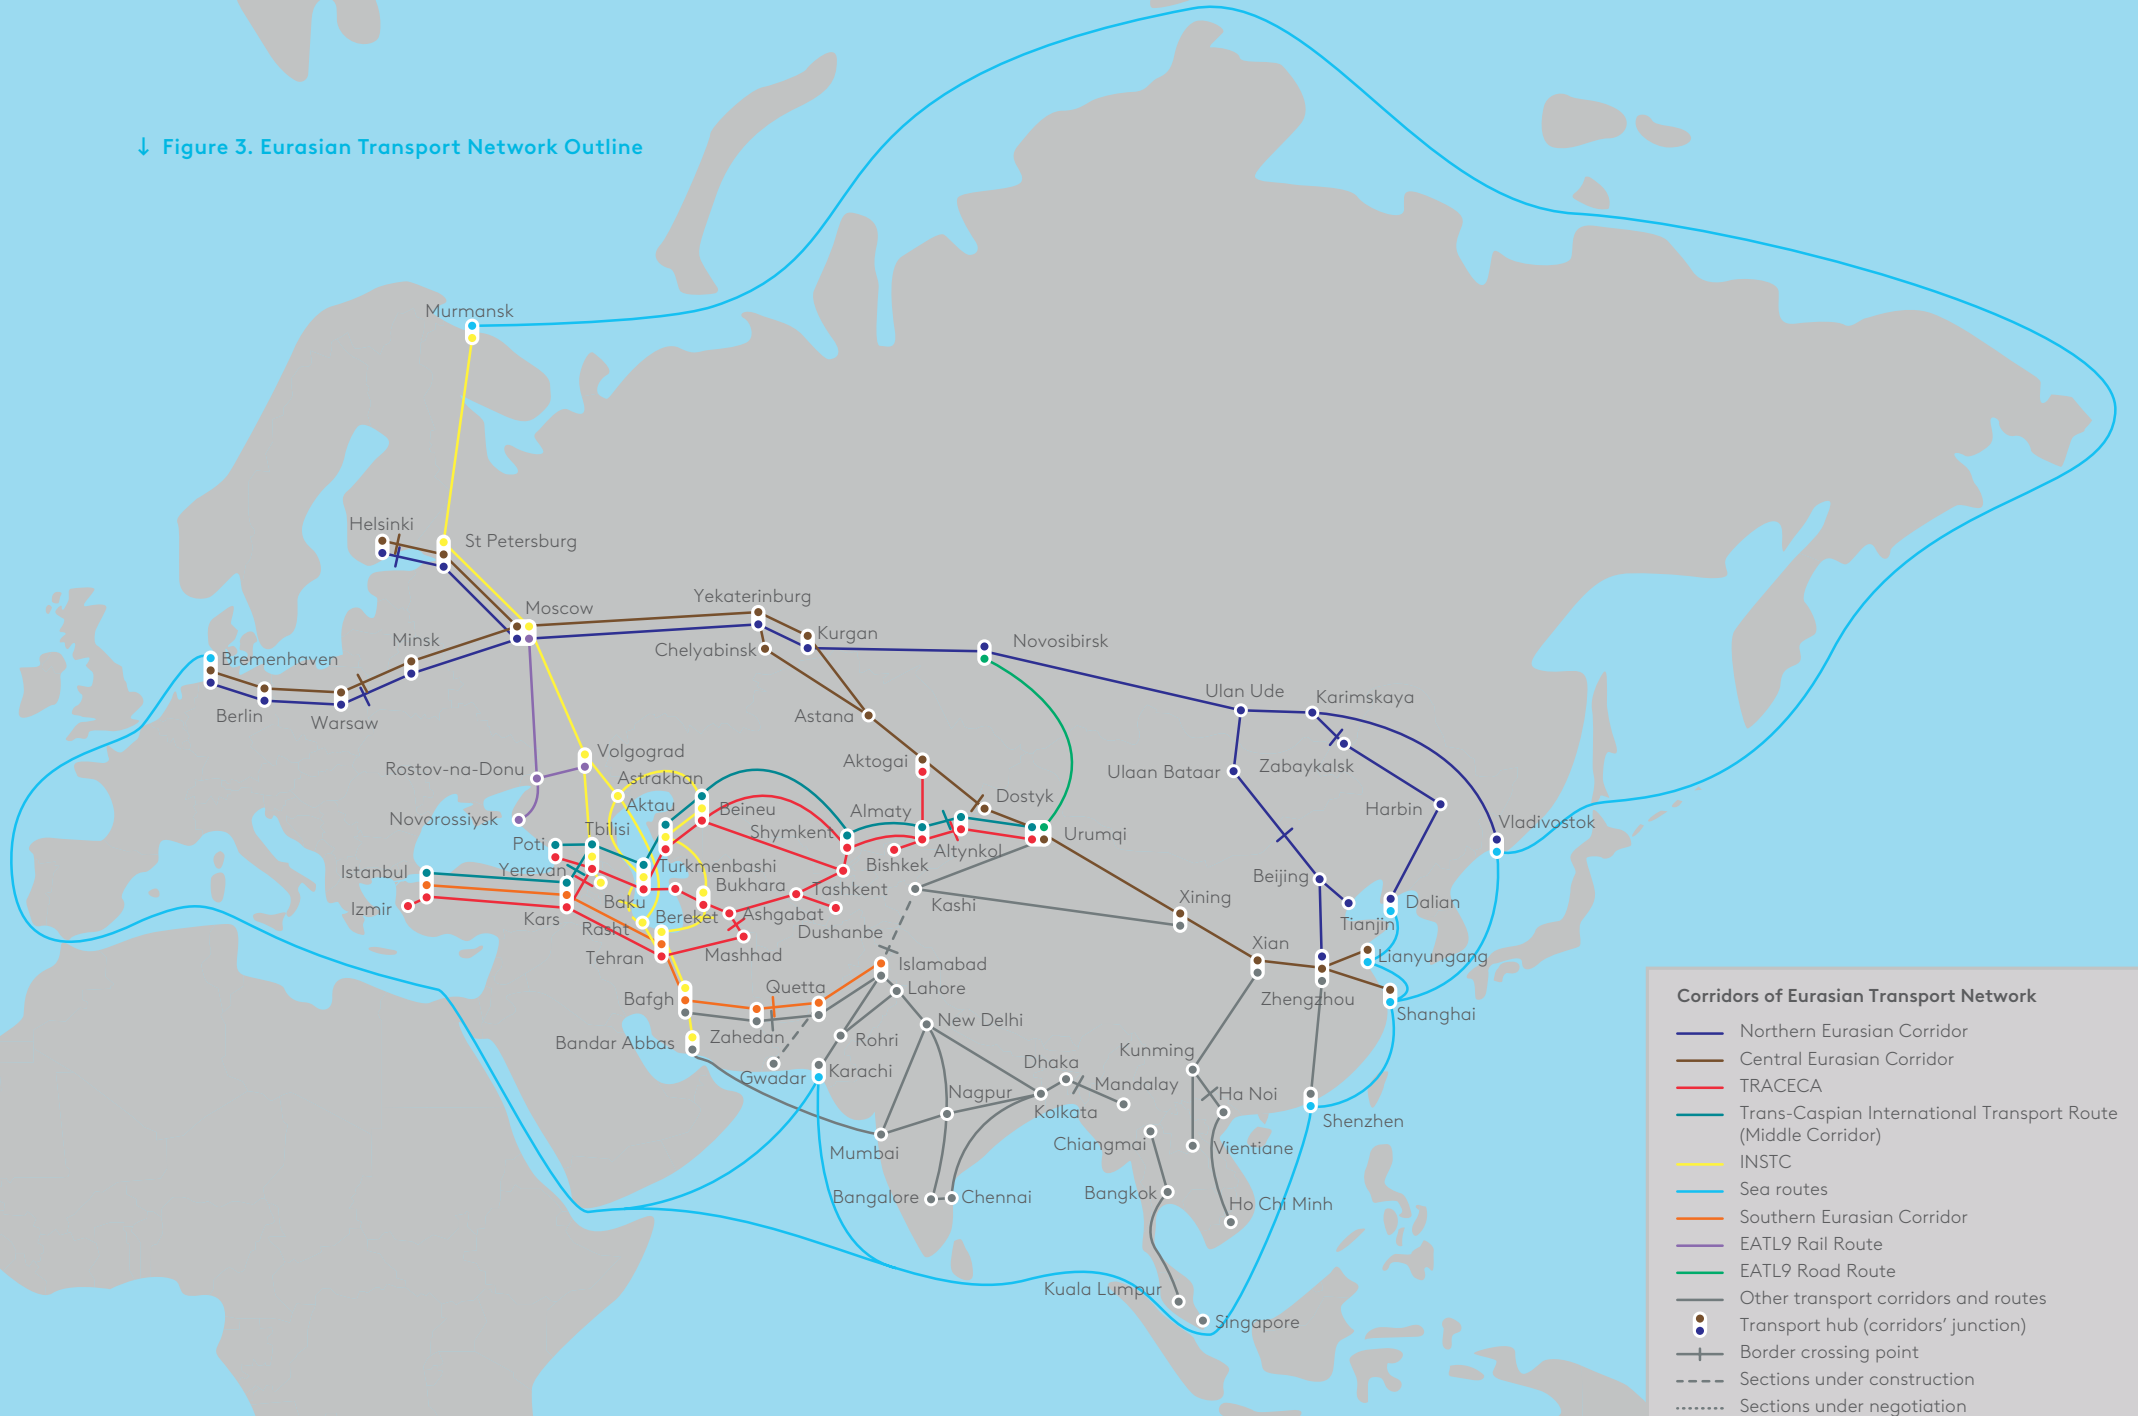 ↓ Figure 3. Eurasian Transport Network Outline
Murmansk
Helsinki
St Petersburg
Moscow
Yekaterinburg
Minsk
Kurgan
Novosibirsk
Chelyabinsk
Bremenhaven
Berlin
Warsaw
Ulan Ude
Karimskaya
Astana
Volgograd
Rostov-na-Donu
Astrakhan
Aktogai
Ulaan Bataar
Zabaykalsk
Aktau
Beineu
Dostyk
Harbin
Novorossiysk
Almaty
Vladivostok
Tbilisi
Shymkent
Urumqi
Poti
Altynkol
Istanbul
Yerevan
Turkmenbashi
Bishkek
Beijing
Bukhara
Tashkent
Izmir
Baku
Kashi
Xining
Dalian
Kars
Rasht
Bereket
Ashgabat
Tianjin
Dushanbe
Tehran
Mashhad
Xian
Lianyungang
Islamabad
Bafgh
Quetta
Lahore
Zhengzhou
Shanghai
Bandar Abbas
Zahedan
Rohri
New Delhi
Gwadar
Karachi
Dhaka
Kunming
Mandalay
Nagpur
Kolkata
Ha Noi
Shenzhen
Mumbai
Chiangmai
Vientiane
Bangalore
Chennai
Bangkok
Ho Chi Minh
Kuala Lumpur
Singapore
Corridors of Eurasian Transport Network
Northern Eurasian Corridor
Central Eurasian Corridor
TRACECA
Trans-Caspian International Transport Route
(Middle Corridor)
INSTC
Sea routes
Southern Eurasian Corridor
EATL9 Rail Route
EATL9 Road Route
Other transport corridors and routes
Transport hub (corridors’ junction)
Border crossing point
Sections under construction
Sections under negotiation